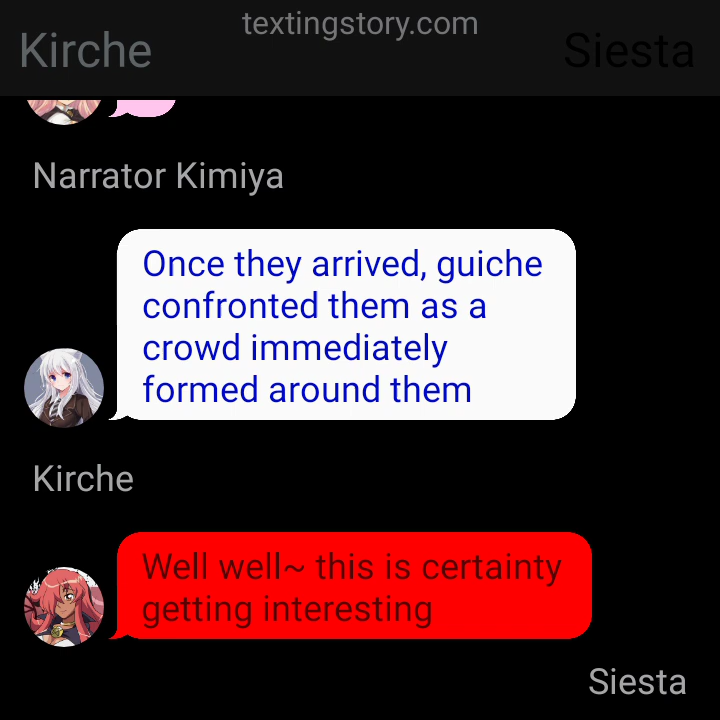 textingstory.com
Kirche
Siesta
Narrator Kimiya
Once they arrived, guiche
confronted them as a
crowd immediately
formed around them
Kirche
Well well~ this is certainty
getting interesting
Siesta